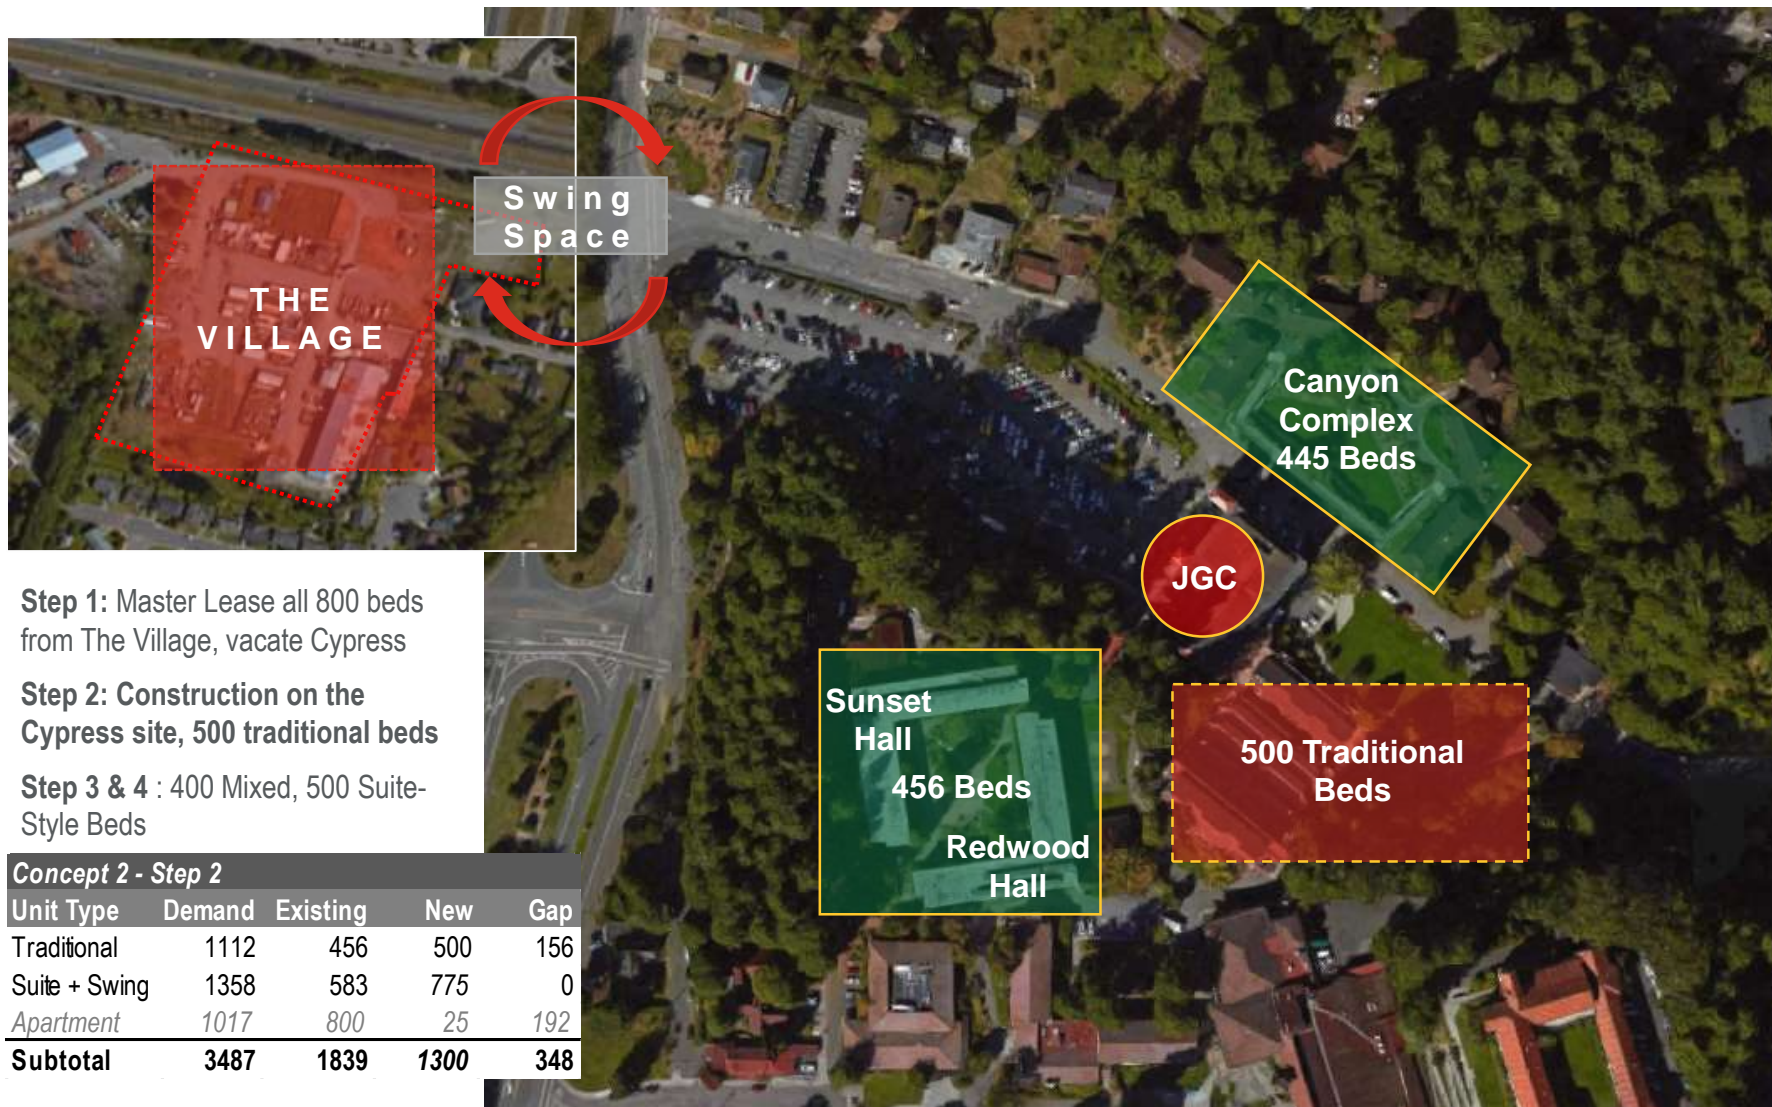 Swing
Space
THE
VILLAGE
Canyon
Complex
445 Beds
JGC
Sunset
Hall
456 Beds
Redwood
Hall
500 Traditional
Beds
Step 1: Master Lease all 800 beds
from The Village, vacate Cypress
Step 2: Construction on the
Cypress site, 500 traditional beds
Step 3 & 4 : 400 Mixed, 500 Suite-
Style Beds
Concept 2 - Step 2
Unit Type Demand Existing New Gap
Traditional 1112 456 500 156
Suite + Swing 1358 583 775 0
Apartment 1017 800 25 192
Subtotal 3487 1839 1300 348